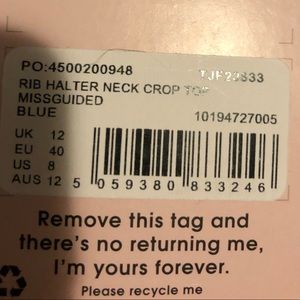 PO:4500200948
RIB HALTER NECK CROP TOP
MISSGUIDED
BLUE 10194727005
UK 12
EU 40
US 8
AUS 12
5 059380 833246
Remove this tag and
there's no returning me,
I'm yours forever.
Please recycle me